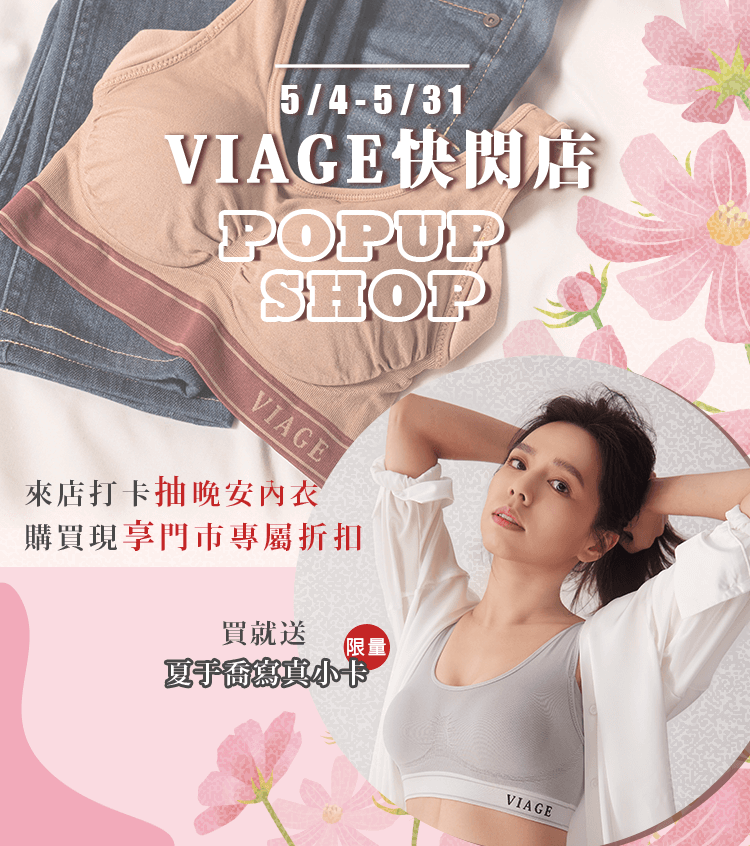 5/4-5/31
VIAGE快閃店
POPUP
SHOP
VIAGE
來店打卡抽晚安內衣
購買現享門市專屬折扣
買就送
限量
夏于喬寫真小卡
VIAGE